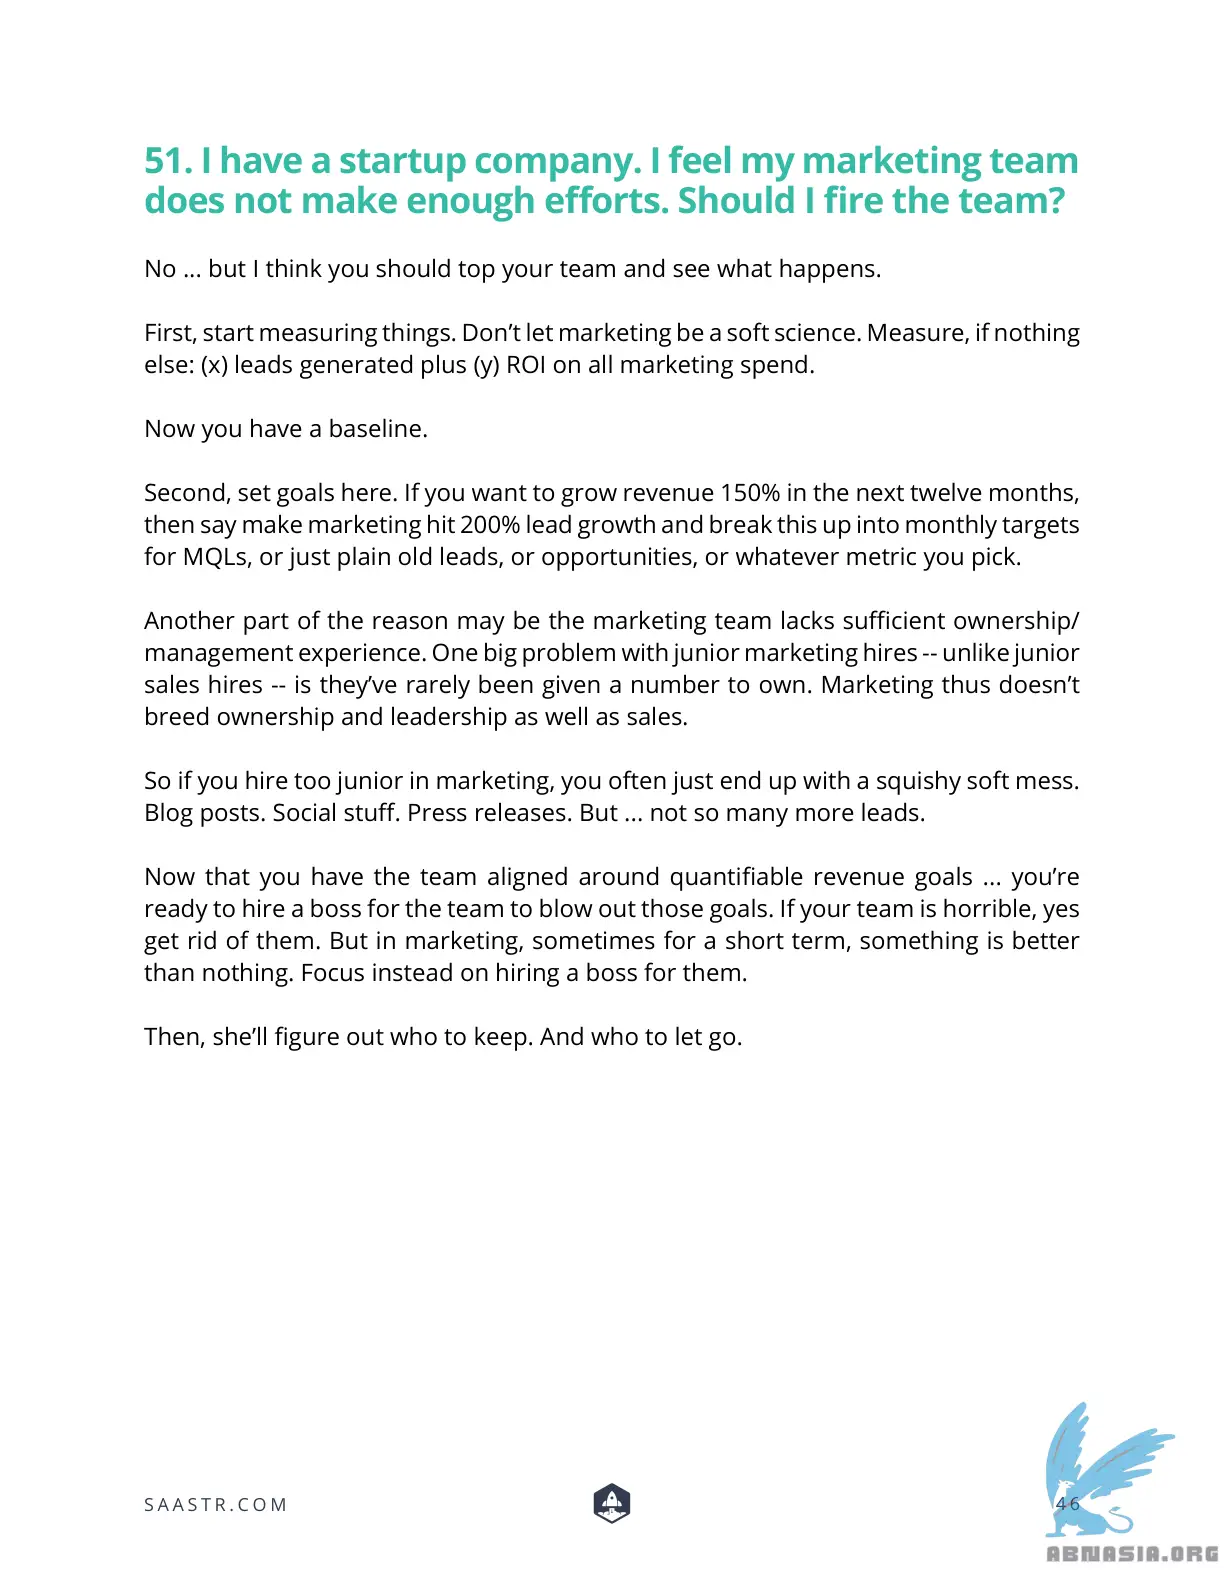 51. I have a startup company. I feel my marketing team
does not make enough efforts. Should I fire the team?
No ... but I think you should top your team and see what happens.
First, start measuring things. Don’t let marketing be a soft science. Measure, if nothing
else: (x) leads generated plus (y) ROI on all marketing spend.
Now you have a baseline.
Second, set goals here. If you want to grow revenue 150% in the next twelve months,
then say make marketing hit 200% lead growth and break this up into monthly targets
for MQLs, or just plain old leads, or opportunities, or whatever metric you pick.
Another part of the reason may be the marketing team lacks sufficient ownership/
management experience. One big problem with junior marketing hires -- unlike junior
sales hires -- is they’ve rarely been given a number to own. Marketing thus doesn’t
breed ownership and leadership as well as sales.
So if you hire too junior in marketing, you often just end up with a squishy soft mess.
Blog posts. Social stuff. Press releases. But ... not so many more leads.
Now that you have the team aligned around quantifiable revenue goals ... you’re
ready to hire a boss for the team to blow out those goals. If your team is horrible, yes
get rid of them. But in marketing, sometimes for a short term, something is better
than nothing. Focus instead on hiring a boss for them.
Then, she’ll figure out who to keep. And who to let go.
SAASTR.COM
46
ABNASIA.ORG